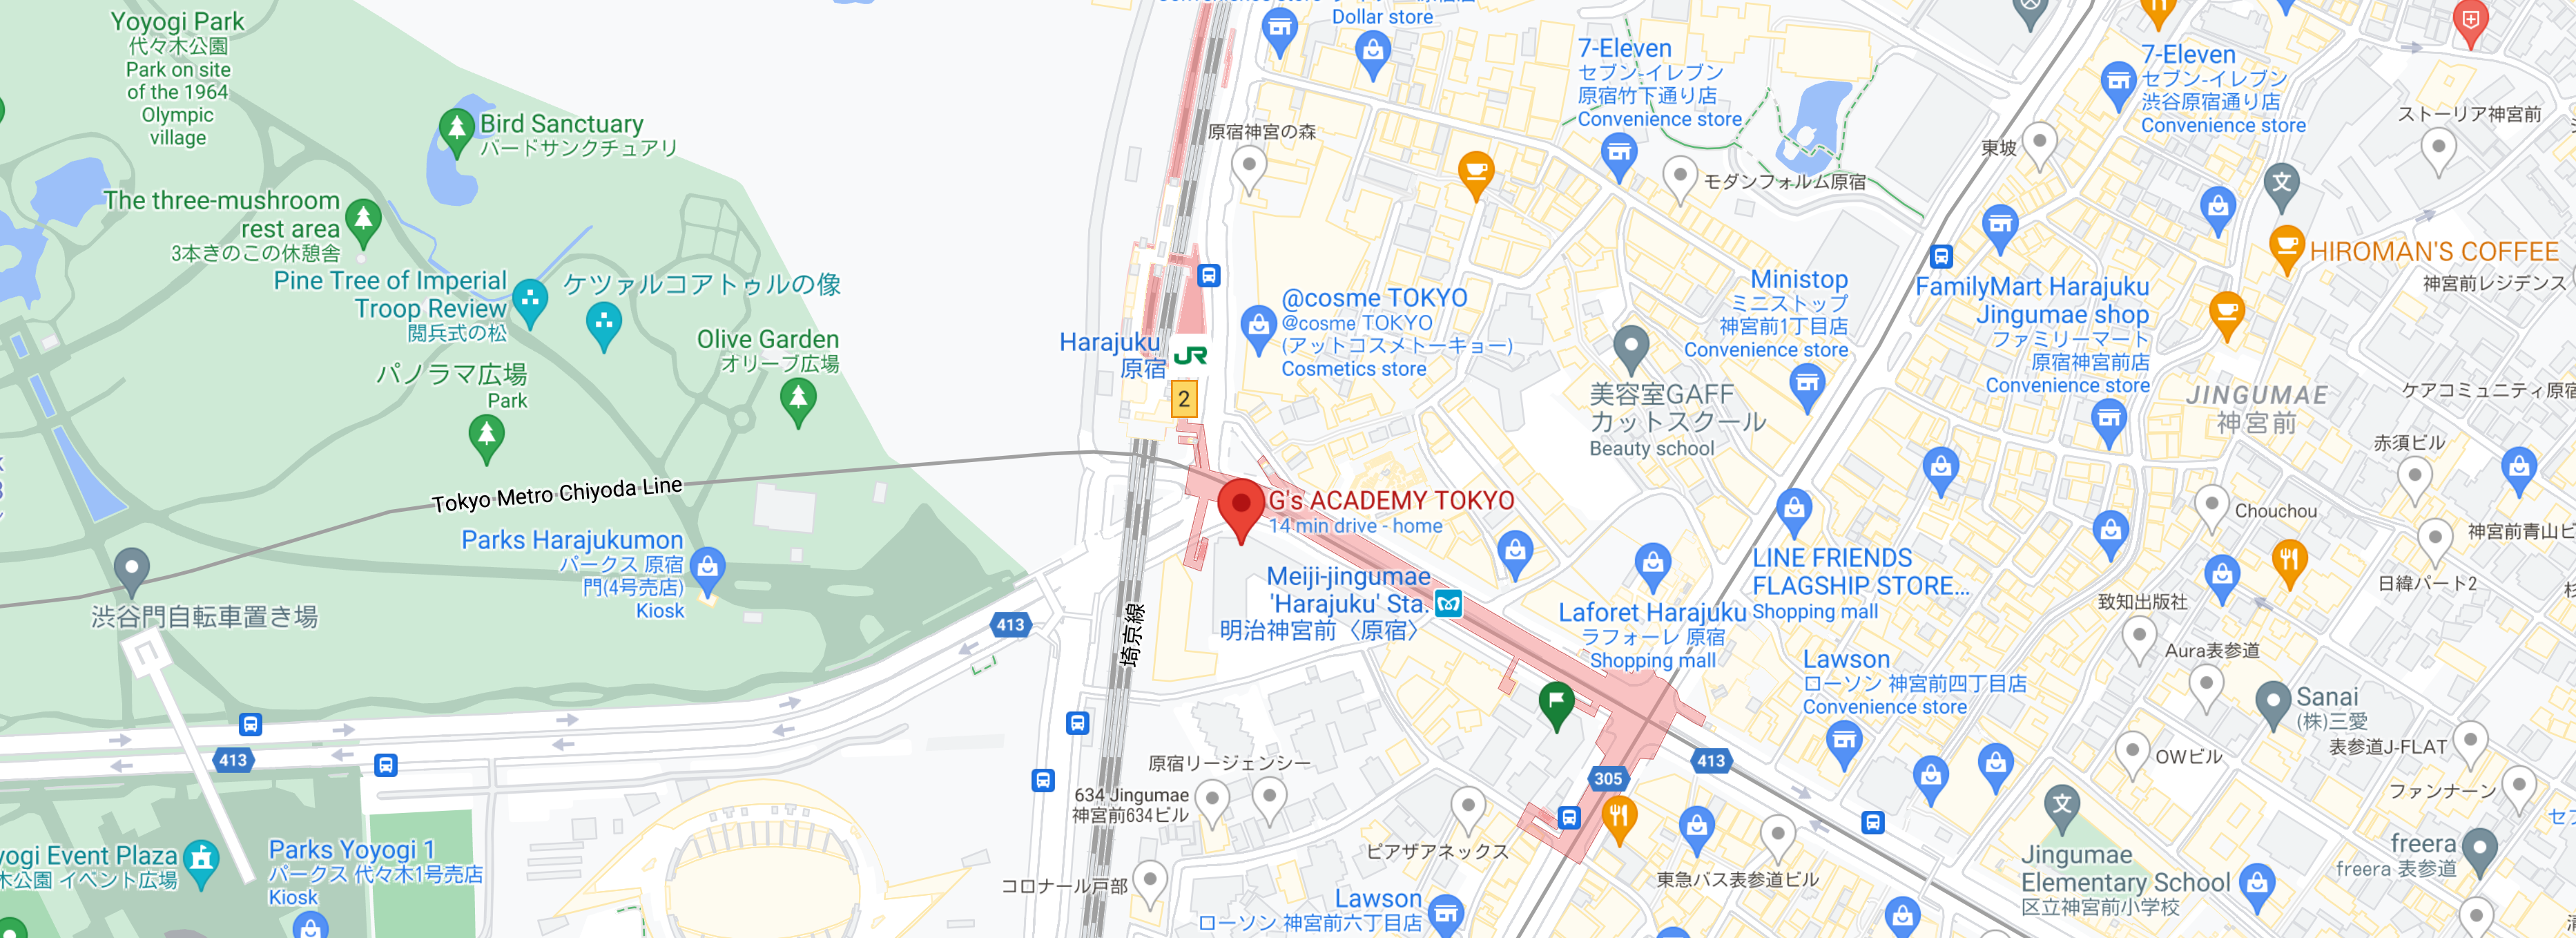 Yoyogi Park
代々木公園
Park on site
of the 1964
Olympic
village
Bird Sanctuary
バードサンクチュアリ
The three-mushroom
rest area
3本きのこの休憩舎
Pine Tree of Imperial
Troop Review
閲兵式の松
ケツァルコアトゥルの像
Olive Garden
オリーブ広場
パノラマ広場
Park
Tokyo Metro Chiyoda Line
Parks Harajukumon
パークス 原宿
門(4号売店)
Kiosk
渋谷門自転車置き場
413
413
yogi Event Plaza
木公園 イベント広場
Parks Yoyogi 1
パークス 代々木1号売店
Kiosk
Dollar store
原宿神宮の森
Harajuku
原宿
JR
2
@cosme TOKYO
@cosme TOKYO
(アットコスメトーキョー)
Cosmetics store
7-Eleven
セブン-イレブン
原宿竹下通り店
Convenience store
モダンフォルム原宿
Ministop
ミニストップ
神宮前1丁目店
Convenience store
美容室GAFF
カットスクール
Beauty school
G's ACADEMY TOKYO
14 min drive - home
Meiji-jingumae
'Harajuku' Sta.
明治神宮前〈原宿〉
埼京線
Laforet Harajuku
ラフォーレ 原宿
Shopping mall
LINE FRIENDS
FLAGSHIP STORE...
Shopping mall
Lawson
ローソン 神宮前四丁目店
Convenience store
原宿リージェンシー
634 Jingumae
神宮前634ビル
コロナール戸部
ピアザアネックス
Lawson
ローソン 神宮前六丁目店
305
413
東急バス表参道ビル
7-Eleven
セブン-イレブン
渋谷原宿通り店
Convenience store
東坡
文
ストーリア神宮前
HIROMAN'S COFFEE
神宮前レジデンス
FamilyMart Harajuku
Jingumae shop
ファミリーマート
原宿神宮前店
Convenience store
JINGUMAE
神宮前
ケアコミュニティ原宿
赤須ビル
Chouchou
神宮前青山ビ
日緯パート2
致知出版社
Aura表参道
Sanai
(株)三愛
OWビル
表参道J-FLAT
ファンナーン
文
Jingumae
Elementary School
区立神宮前小学校
freera
freera 表参道